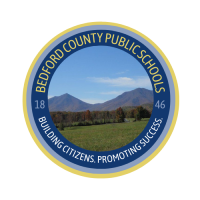 BEDFORD COUNTY PUBLIC SCHOOLS
18 46
BUILDING CITIZENS. PROMOTING SUCCESS.